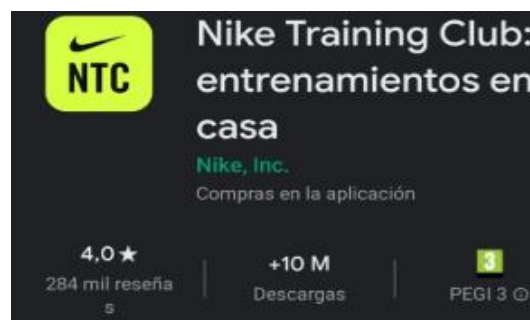 NTC
Nike Training Club:
entrenamientos en
casa
Nike, Inc.
Compras en la aplicación
4,0★
284 mil reseña
s
+10 M
Descargas
3
PEGI 3 ⓘ